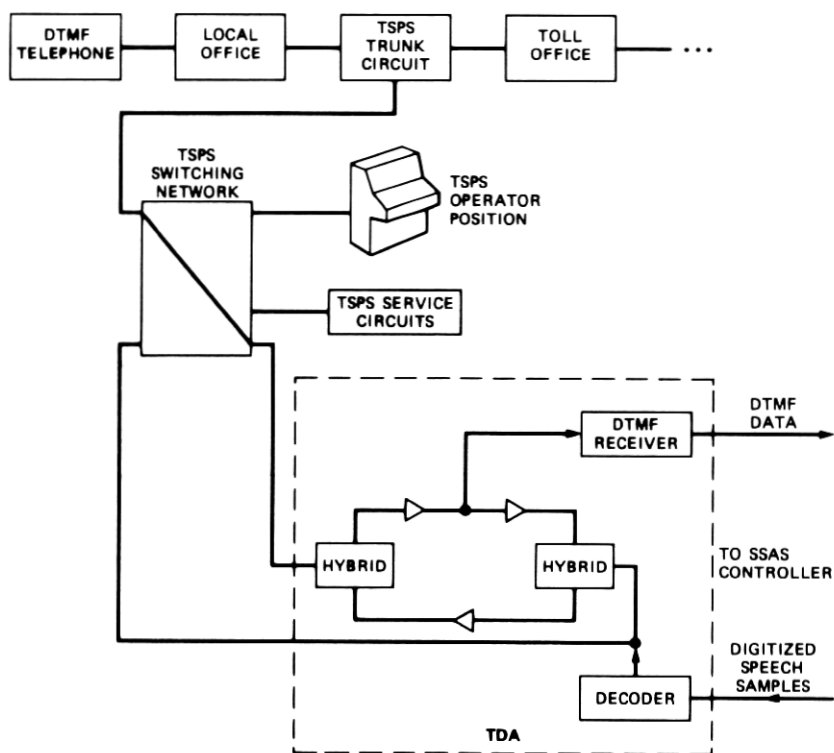 DTMF
TELEPHONE
LOCAL
OFFICE
TSPS
TRUNK
CIRCUIT
TOLL
OFFICE
...
TSPS
SWITCHING
NETWORK
TSPS
OPERATOR
POSITION
TSPS SERVICE
CIRCUITS
DTMF
RECEIVER
DTMF
DATA
HYBRID
HYBRID
TO SSAS
CONTROLLER
DECODER
DIGITIZED
SPEECH
SAMPLES
TDA